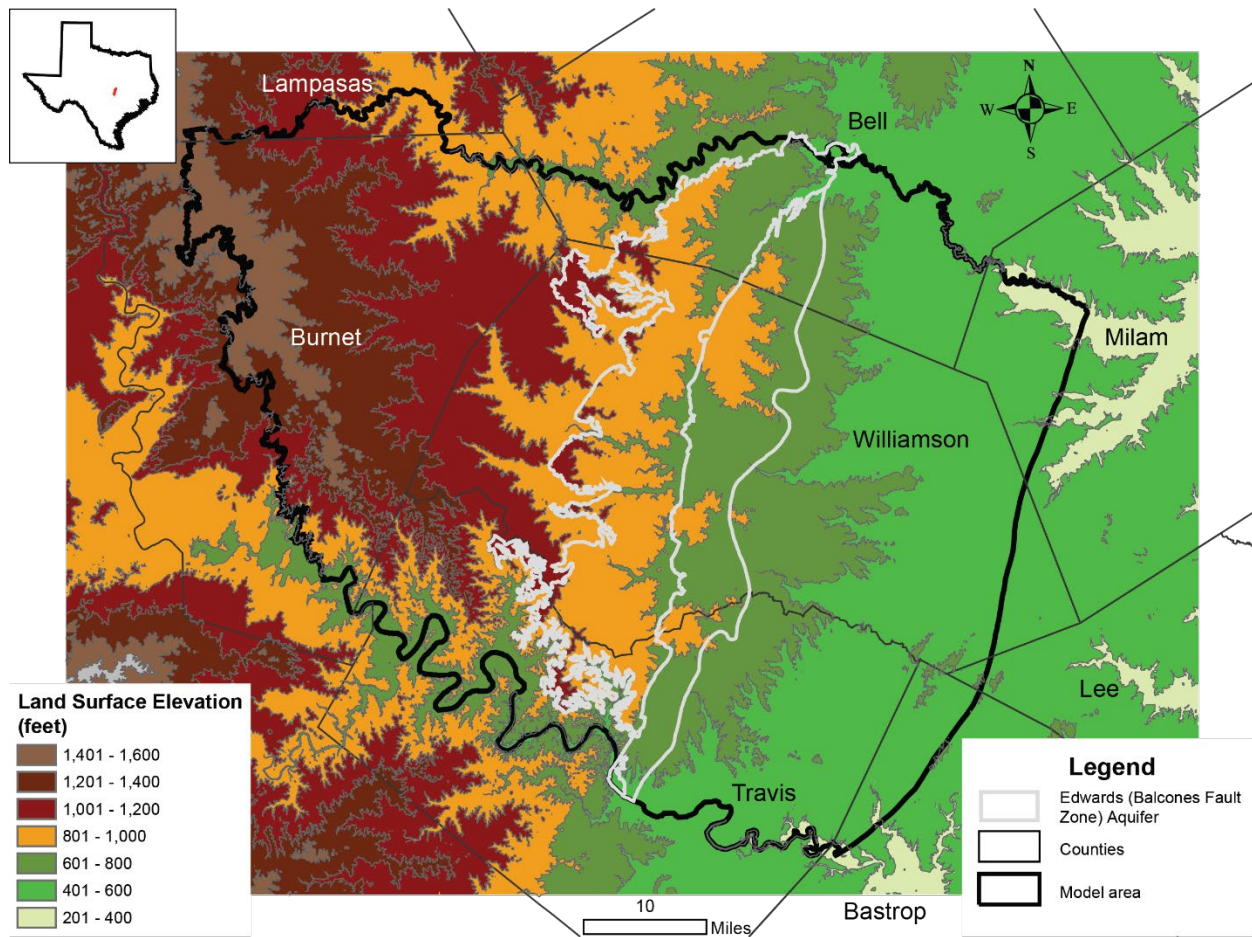 Lampasas
Bell
N
W
E
S
Burnet
Milam
Williamson
Lee
Travis
Bastrop
Land Surface Elevation
(feet)
1,401 - 1,600
1,201 - 1,400
1,001 - 1,200
801 - 1,000
601 - 800
401 - 600
201 - 400
10
Miles
Legend
Edwards (Balcones Fault
Zone) Aquifer
Counties
Model area